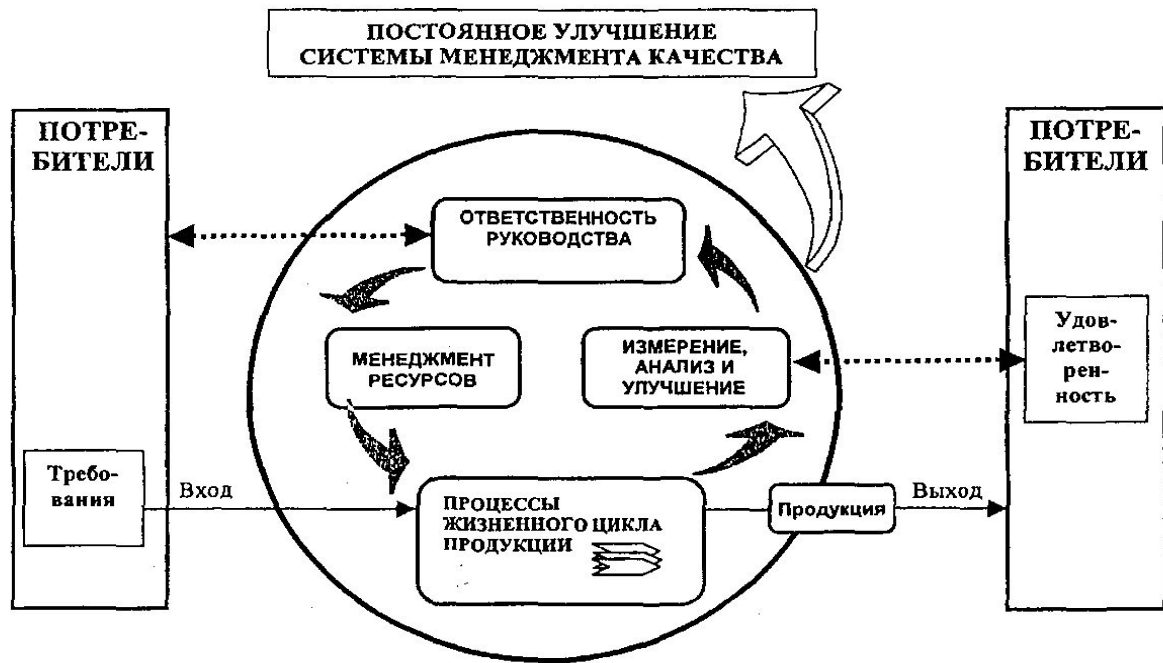 ПОСТОЯННОЕ УЛУЧШЕНИЕ
СИСТЕМЫ МЕНЕДЖМЕНТА КАЧЕСТВА
ПОТРЕ-
БИТЕЛИ
ПОТРЕ-
БИТЕЛИ
ОТВЕТСТВЕННОСТЬ
РУКОВОДСТВА
МЕНЕДЖМЕНТ
РЕСУРСОВ
ИЗМЕРЕНИЕ,
АНАЛИЗ И
УЛУЧШЕНИЕ
Удов-
летво-
рен-
ность
Требо-
вания
Вход
ПРОЦЕССЫ
ЖИЗНЕННОГО ЦИКЛА
ПРОДУКЦИИ
Продукция
Выход